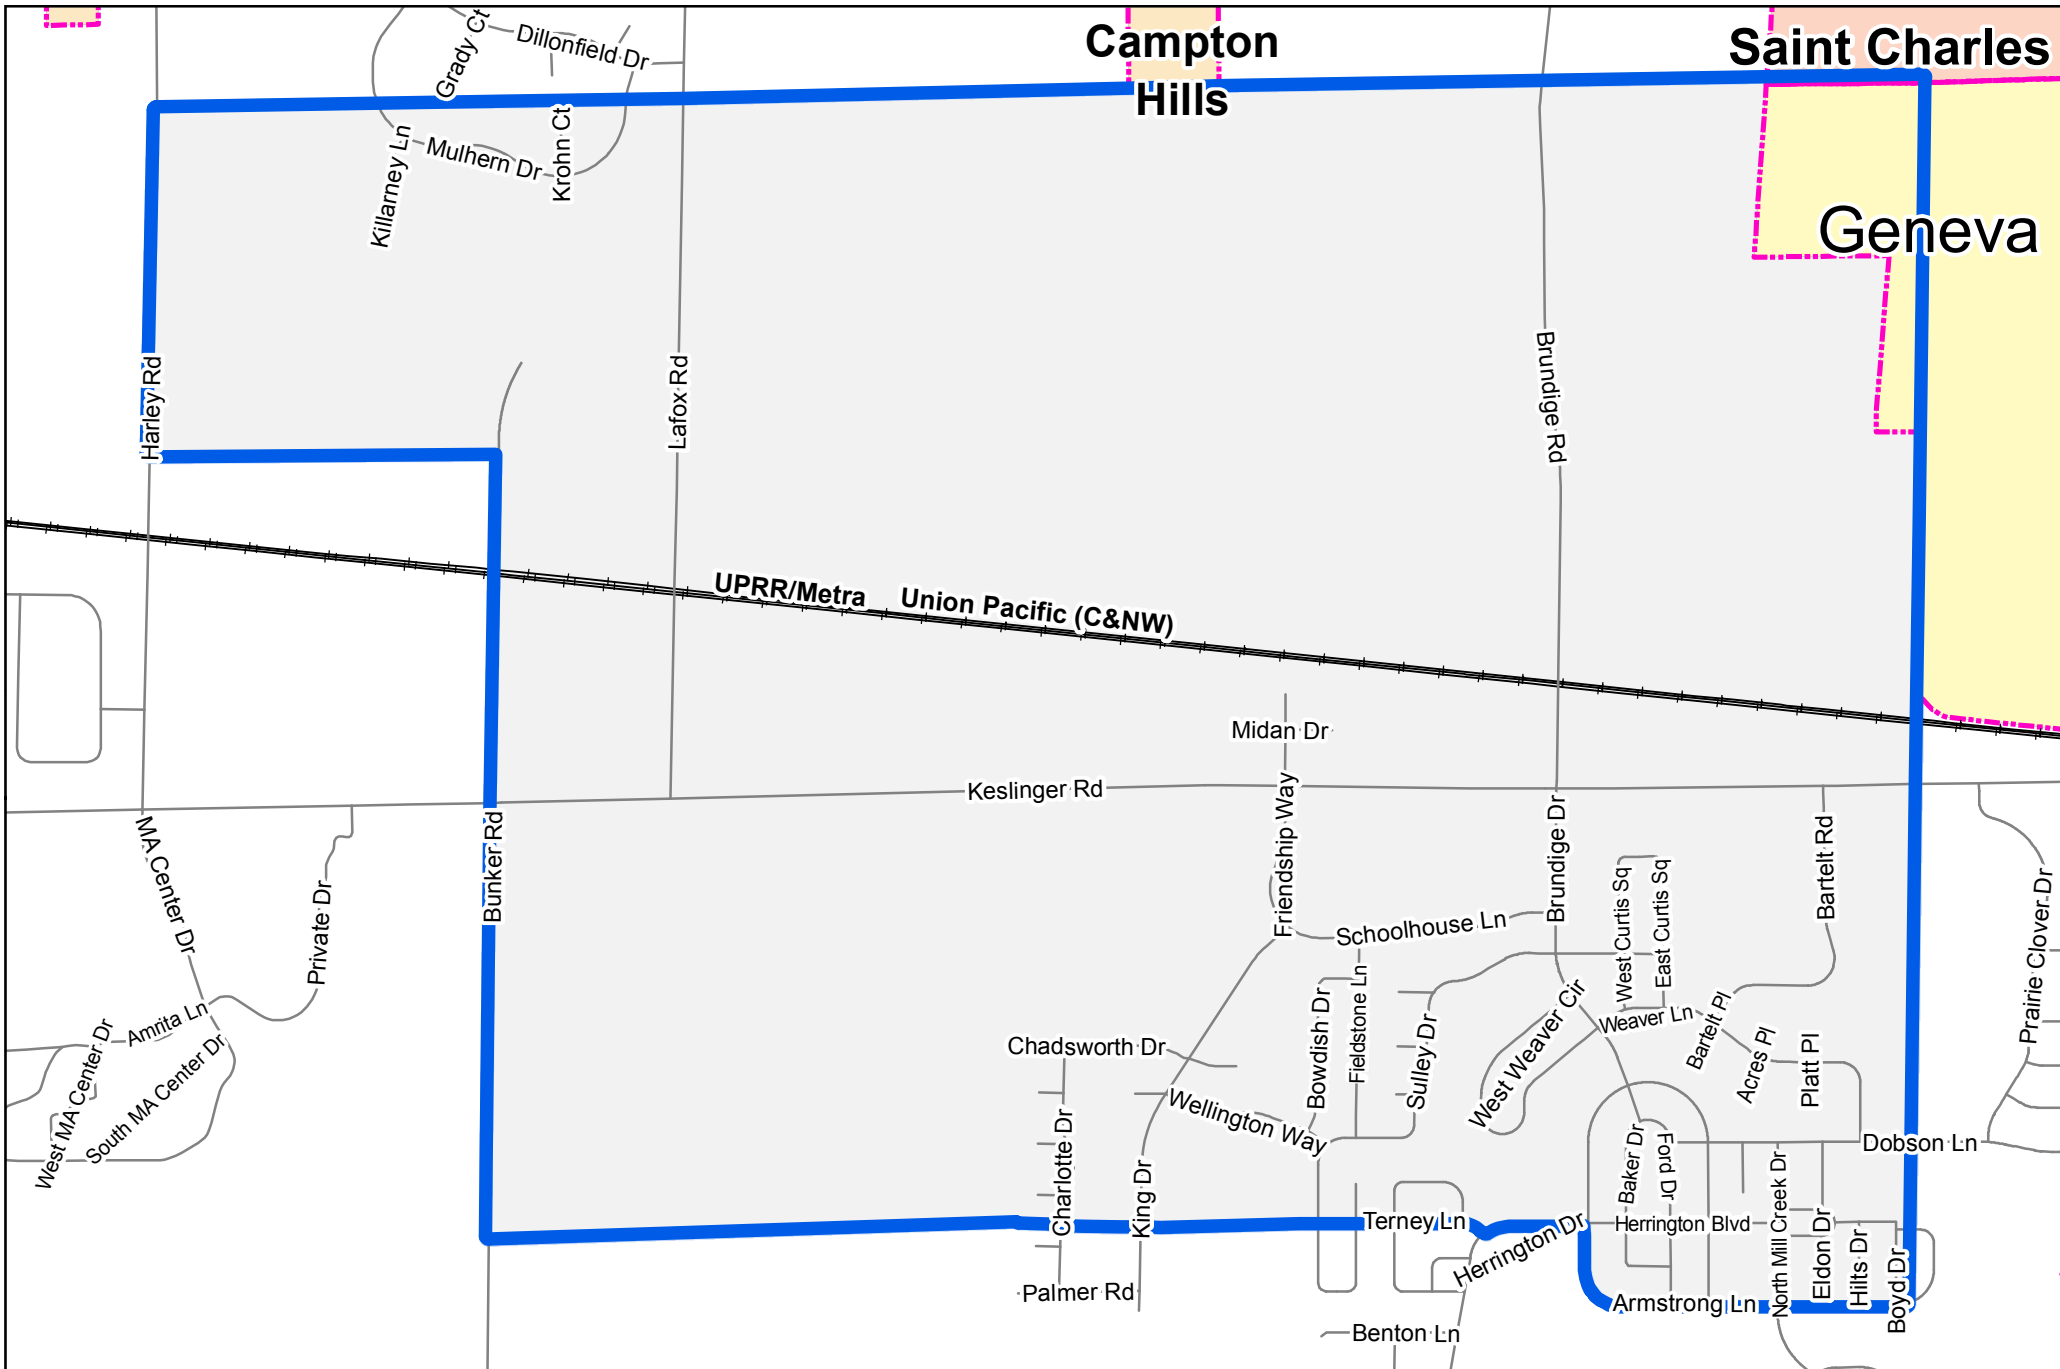 Grady Ct
Dillonfield Dr
Campton
Hills
Saint Charles
Killarney Ln
Mulhern Dr
Krohn Ct
Geneva
Harley Rd
Lafox Rd
Brundige Rd
UPRR/Metra
Union Pacific (C&NW)
Midan Dr
Keslinger Rd
Friendship Way
Brundige Dr
Bartelt Rd
MA Center Dr
Private Dr
Bunker Rd
Schoolhouse Ln
West Curtis Sq
East Curtis Sq
Prairie Clover Dr
Amrita Ln
West MA Center Dr
South MA Center Dr
Chadsworth Dr
Bowdish Dr
Fieldstone Ln
Sulley Dr
West Weaver Cir
Weaver Ln
Bartelt Pl
Acres Pl
Platt Pl
Charlotte Dr
Wellington Way
King Dr
Baker Dr
Ford Dr
Dobson Ln
Terney Ln
Herrington Dr
Herrington Blvd
North Mill Creek Dr
Eldon Dr
Hilts Dr
Boyd Dr
Palmer Rd
Armstrong Ln
Benton Ln